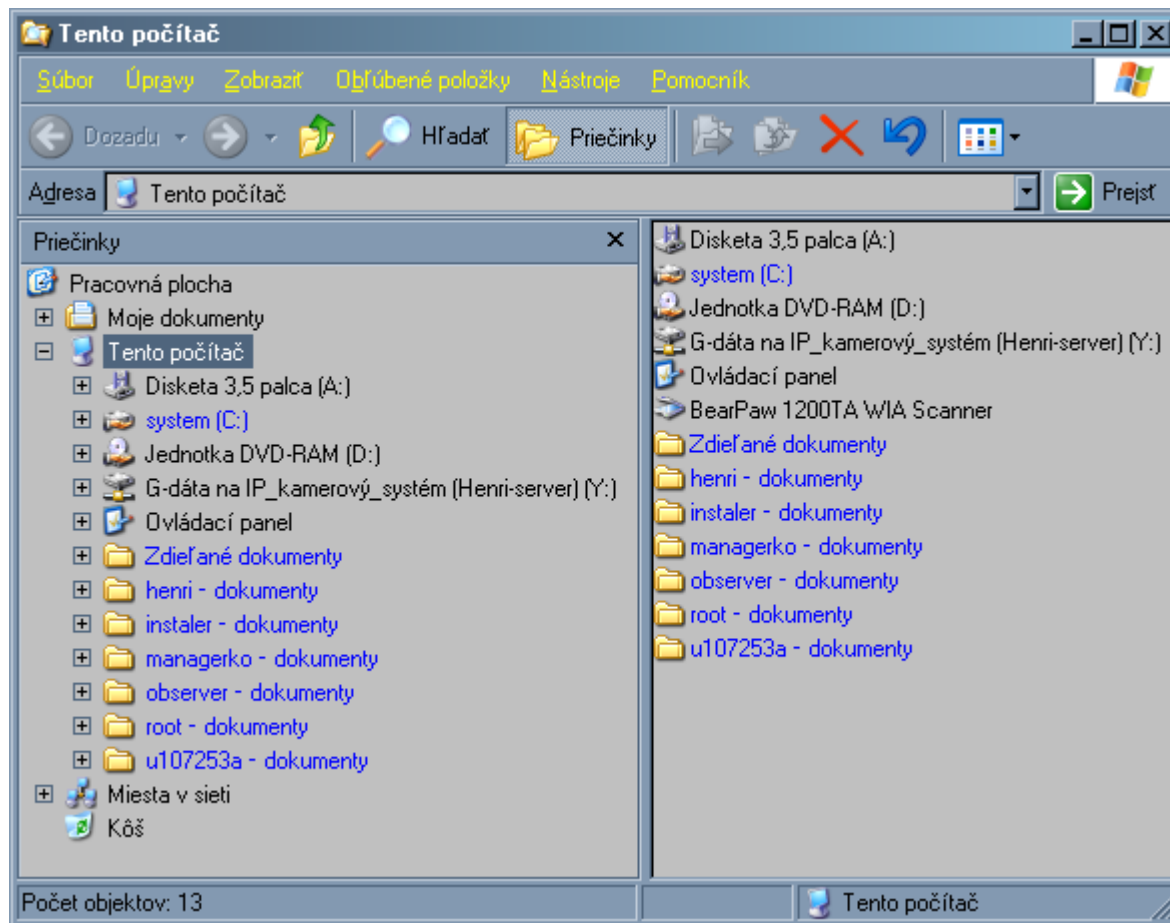 Tento počítač
Súbor Úpravy Zobraziť Obľúbené položky Nástroje Pomocník
Dozadu Hľadať Priečinky
Adresa Tento počítač Prejsť
Priečinky
Pracovná plocha
Moje dokumenty
Tento počítač
Disketa 3,5 palca (A:)
system (C:)
Jednotka DVD-RAM (D:)
G-dáta na IP_kamerový_systém (Henri-server) (Y:)
Ovládací panel
Zdieľané dokumenty
henri - dokumenty
instaler - dokumenty
managerko - dokumenty
observer - dokumenty
root - dokumenty
u107253a - dokumenty
Miesta v sieti
Kôš
Disketa 3,5 palca (A:)
system (C:)
Jednotka DVD-RAM (D:)
G-dáta na IP_kamerový_systém (Henri-server) (Y:)
Ovládací panel
BearPaw 1200TA WIA Scanner
Zdieľané dokumenty
henri - dokumenty
instaler - dokumenty
managerko - dokumenty
observer - dokumenty
root - dokumenty
u107253a - dokumenty
Počet objektov: 13 Tento počítač